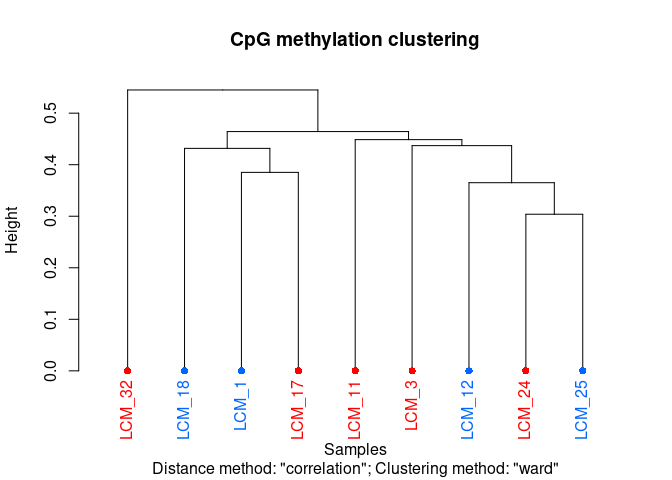 CpG methylation clustering
Height
0.5
0.4
0.3
0.2
0.1
0.0
LCM_32
LCM_18
LCM_1
LCM_17
LCM_11
LCM_3
LCM_12
LCM_24
LCM_25
Samples
Distance method: "correlation"; Clustering method: "ward"